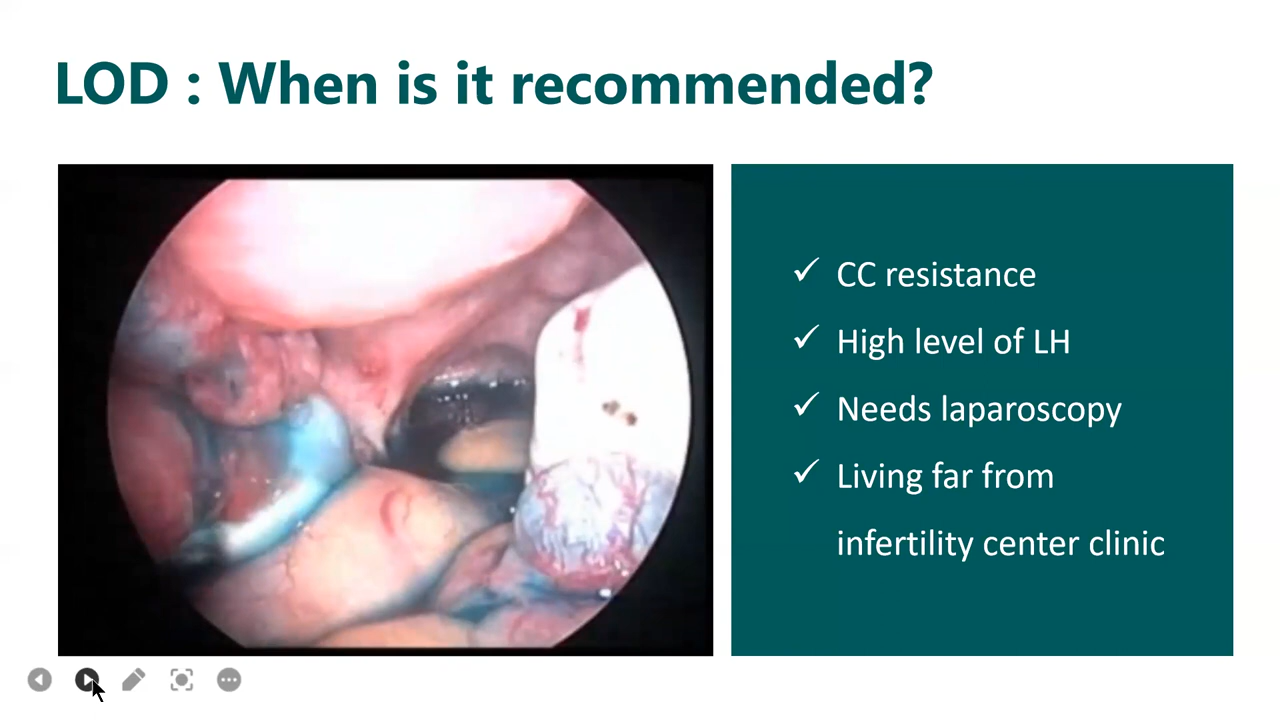 LOD : When is it recommended?
✓ CC resistance
✓ High level of LH
✓ Needs laparoscopy
✓ Living far from
infertility center clinic